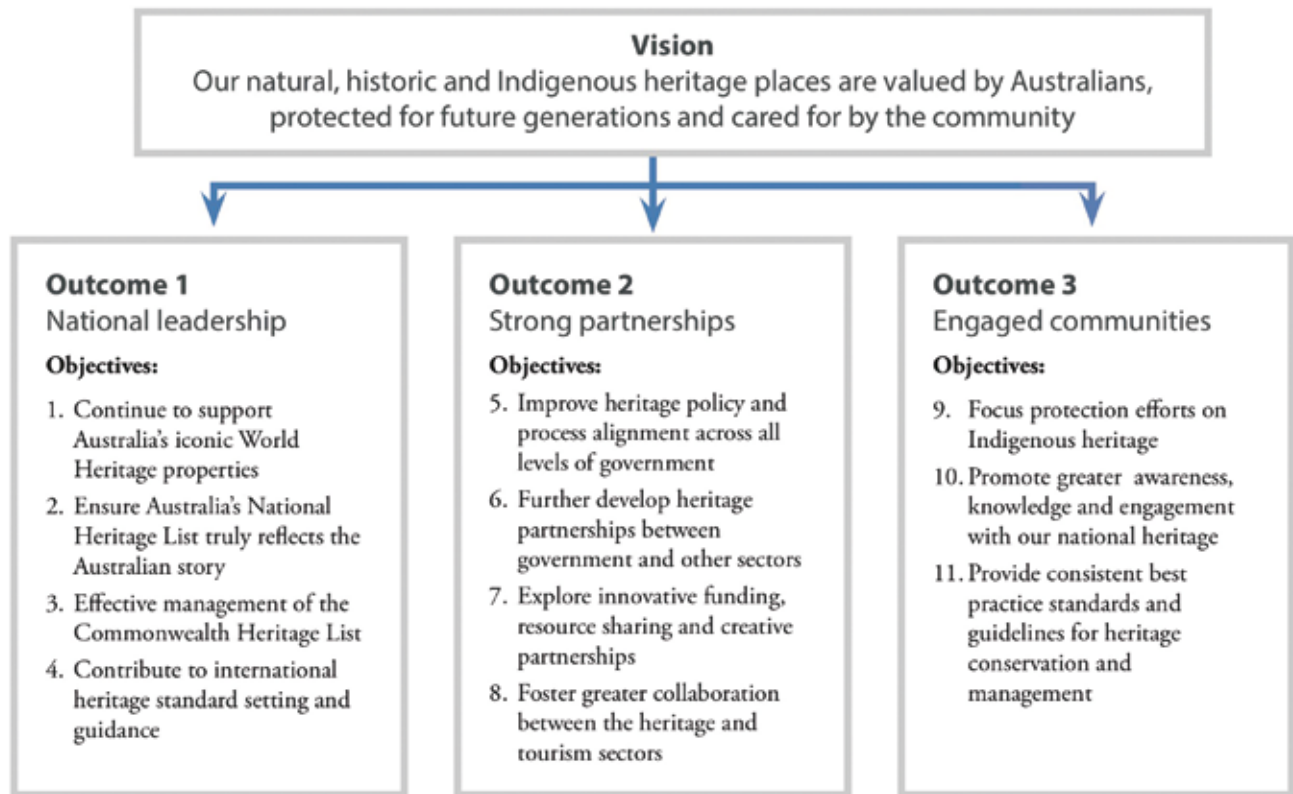 Vision
Our natural, historic and Indigenous heritage places are valued by Australians,
protected for future generations and cared for by the community
Outcome 1
National leadership
Objectives:
1. Continue to support
Australia's iconic World
Heritage properties
2. Ensure Australia's National
Heritage List truly reflects the
Australian story
3. Effective management of the
Commonwealth Heritage List
4. Contribute to international
heritage standard setting and
guidance
Outcome 2
Strong partnerships
Objectives:
5. Improve heritage policy and
process alignment across all
levels of government
6. Further develop heritage
partnerships between
government and other sectors
7. Explore innovative funding,
resource sharing and creative
partnerships
8. Foster greater collaboration
between the heritage and
tourism sectors
Outcome 3
Engaged communities
Objectives:
9. Focus protection efforts on
Indigenous heritage
10. Promote greater awareness,
knowledge and engagement
with our national heritage
11. Provide consistent best
practice standards and
guidelines for heritage
conservation and
management